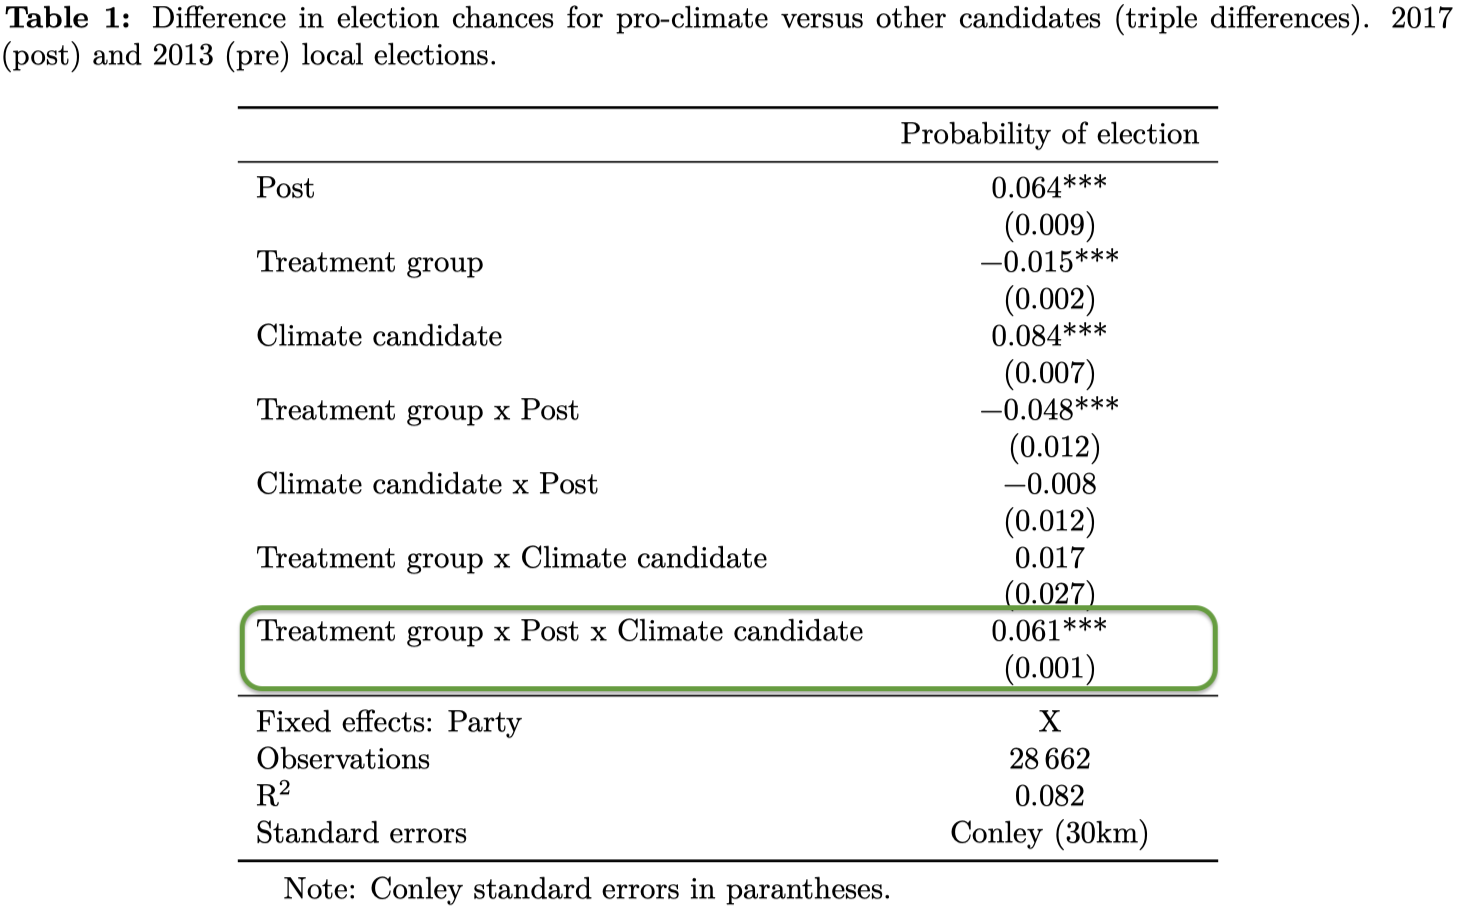 Table 1: Difference in election chances for pro-climate versus other candidates (triple differences). 2017
(post) and 2013 (pre) local elections.
Probability of election
Post 0.064***
(0.009)
Treatment group −0.015***
(0.002)
Climate candidate 0.084***
(0.007)
Treatment group x Post −0.048***
(0.012)
Climate candidate x Post −0.008
(0.012)
Treatment group x Climate candidate 0.017
(0.027)
Treatment group x Post x Climate candidate 0.061***
(0.001)
Fixed effects: Party X
Observations 28 662
R² 0.082
Standard errors Conley (30km)
Note: Conley standard errors in parantheses.